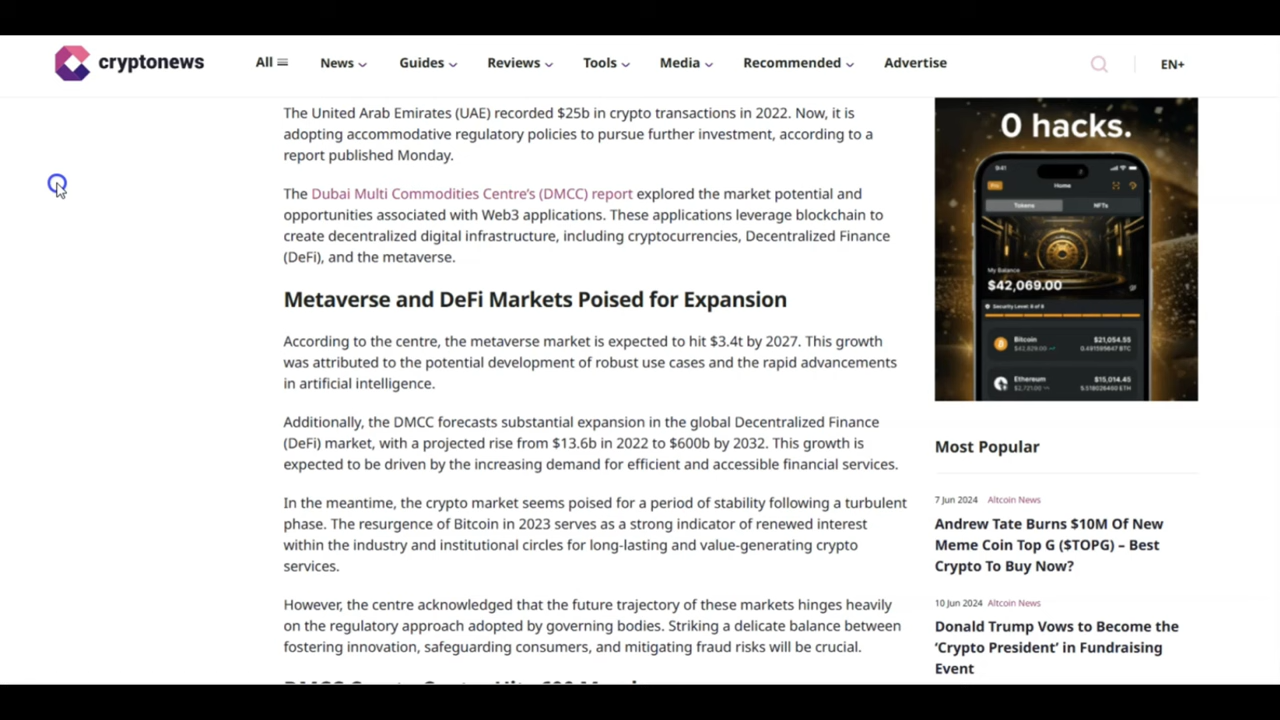 cryptonews
All
News
Guides
Reviews
Tools
Media
Recommended
Advertise
EN+
The United Arab Emirates (UAE) recorded $25b in crypto transactions in 2022. Now, it is
adopting accommodative regulatory policies to pursue further investment, according to a
report published Monday.
The Dubai Multi Commodities Centre's (DMCC) report explored the market potential and
opportunities associated with Web3 applications. These applications leverage blockchain to
create decentralized digital infrastructure, including cryptocurrencies, Decentralized Finance
(DeFi), and the metaverse.
Metaverse and DeFi Markets Poised for Expansion
According to the centre, the metaverse market is expected to hit $3.4t by 2027. This growth
was attributed to the potential development of robust use cases and the rapid advancements
in artificial intelligence.
Additionally, the DMCC forecasts substantial expansion in the global Decentralized Finance
(DeFi) market, with a projected rise from $13.6b in 2022 to $600b by 2032. This growth is
expected to be driven by the increasing demand for efficient and accessible financial services.
In the meantime, the crypto market seems poised for a period of stability following a turbulent
phase. The resurgence of Bitcoin in 2023 serves as a strong indicator of renewed interest
within the industry and institutional circles for long-lasting and value-generating crypto
services.
However, the centre acknowledged that the future trajectory of these markets hinges heavily
on the regulatory approach adopted by governing bodies. Striking a delicate balance between
fostering innovation, safeguarding consumers, and mitigating fraud risks will be crucial.
0 hacks.
9:41
Pro
Home
Tokens
NFTs
My Balance
$42,069.00
Bitcoin
$21,054.55
Ethereum
$15,014.45
Most Popular
7 Jun 2024 Altcoin News
Andrew Tate Burns $10M Of New
Meme Coin Top G ($TOPG) – Best
Crypto To Buy Now?
10 Jun 2024 Altcoin News
Donald Trump Vows to Become the
'Crypto President' in Fundraising
Event